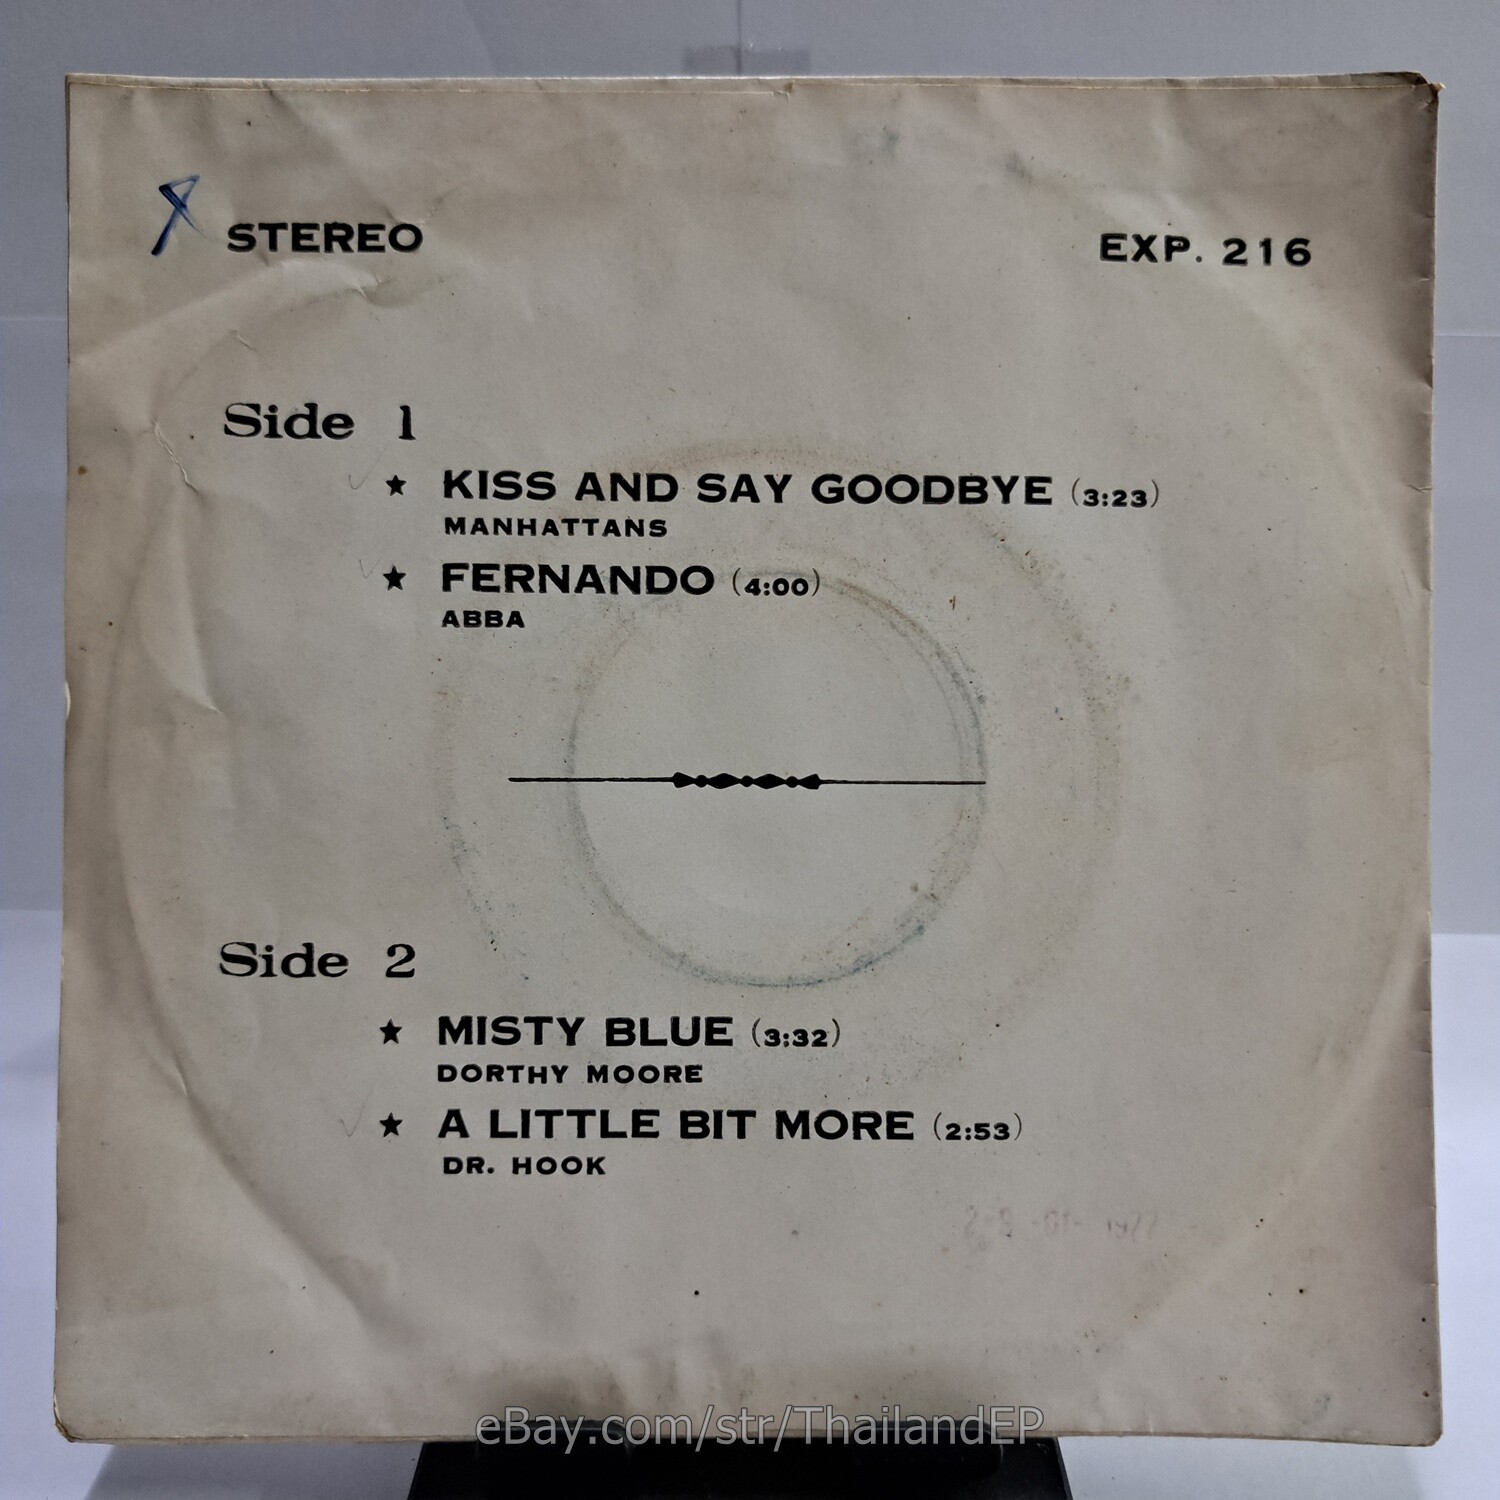 STEREO
EXP. 216
Side 1
★ KISS AND SAY GOODBYE (3:23)
MANHATTANS
★ FERNANDO (4:00)
ABBA
Side 2
★ MISTY BLUE (3:32)
DORTHY MOORE
★ A LITTLE BIT MORE (2:53)
DR. HOOK
eBay.com/str/ThailandEP